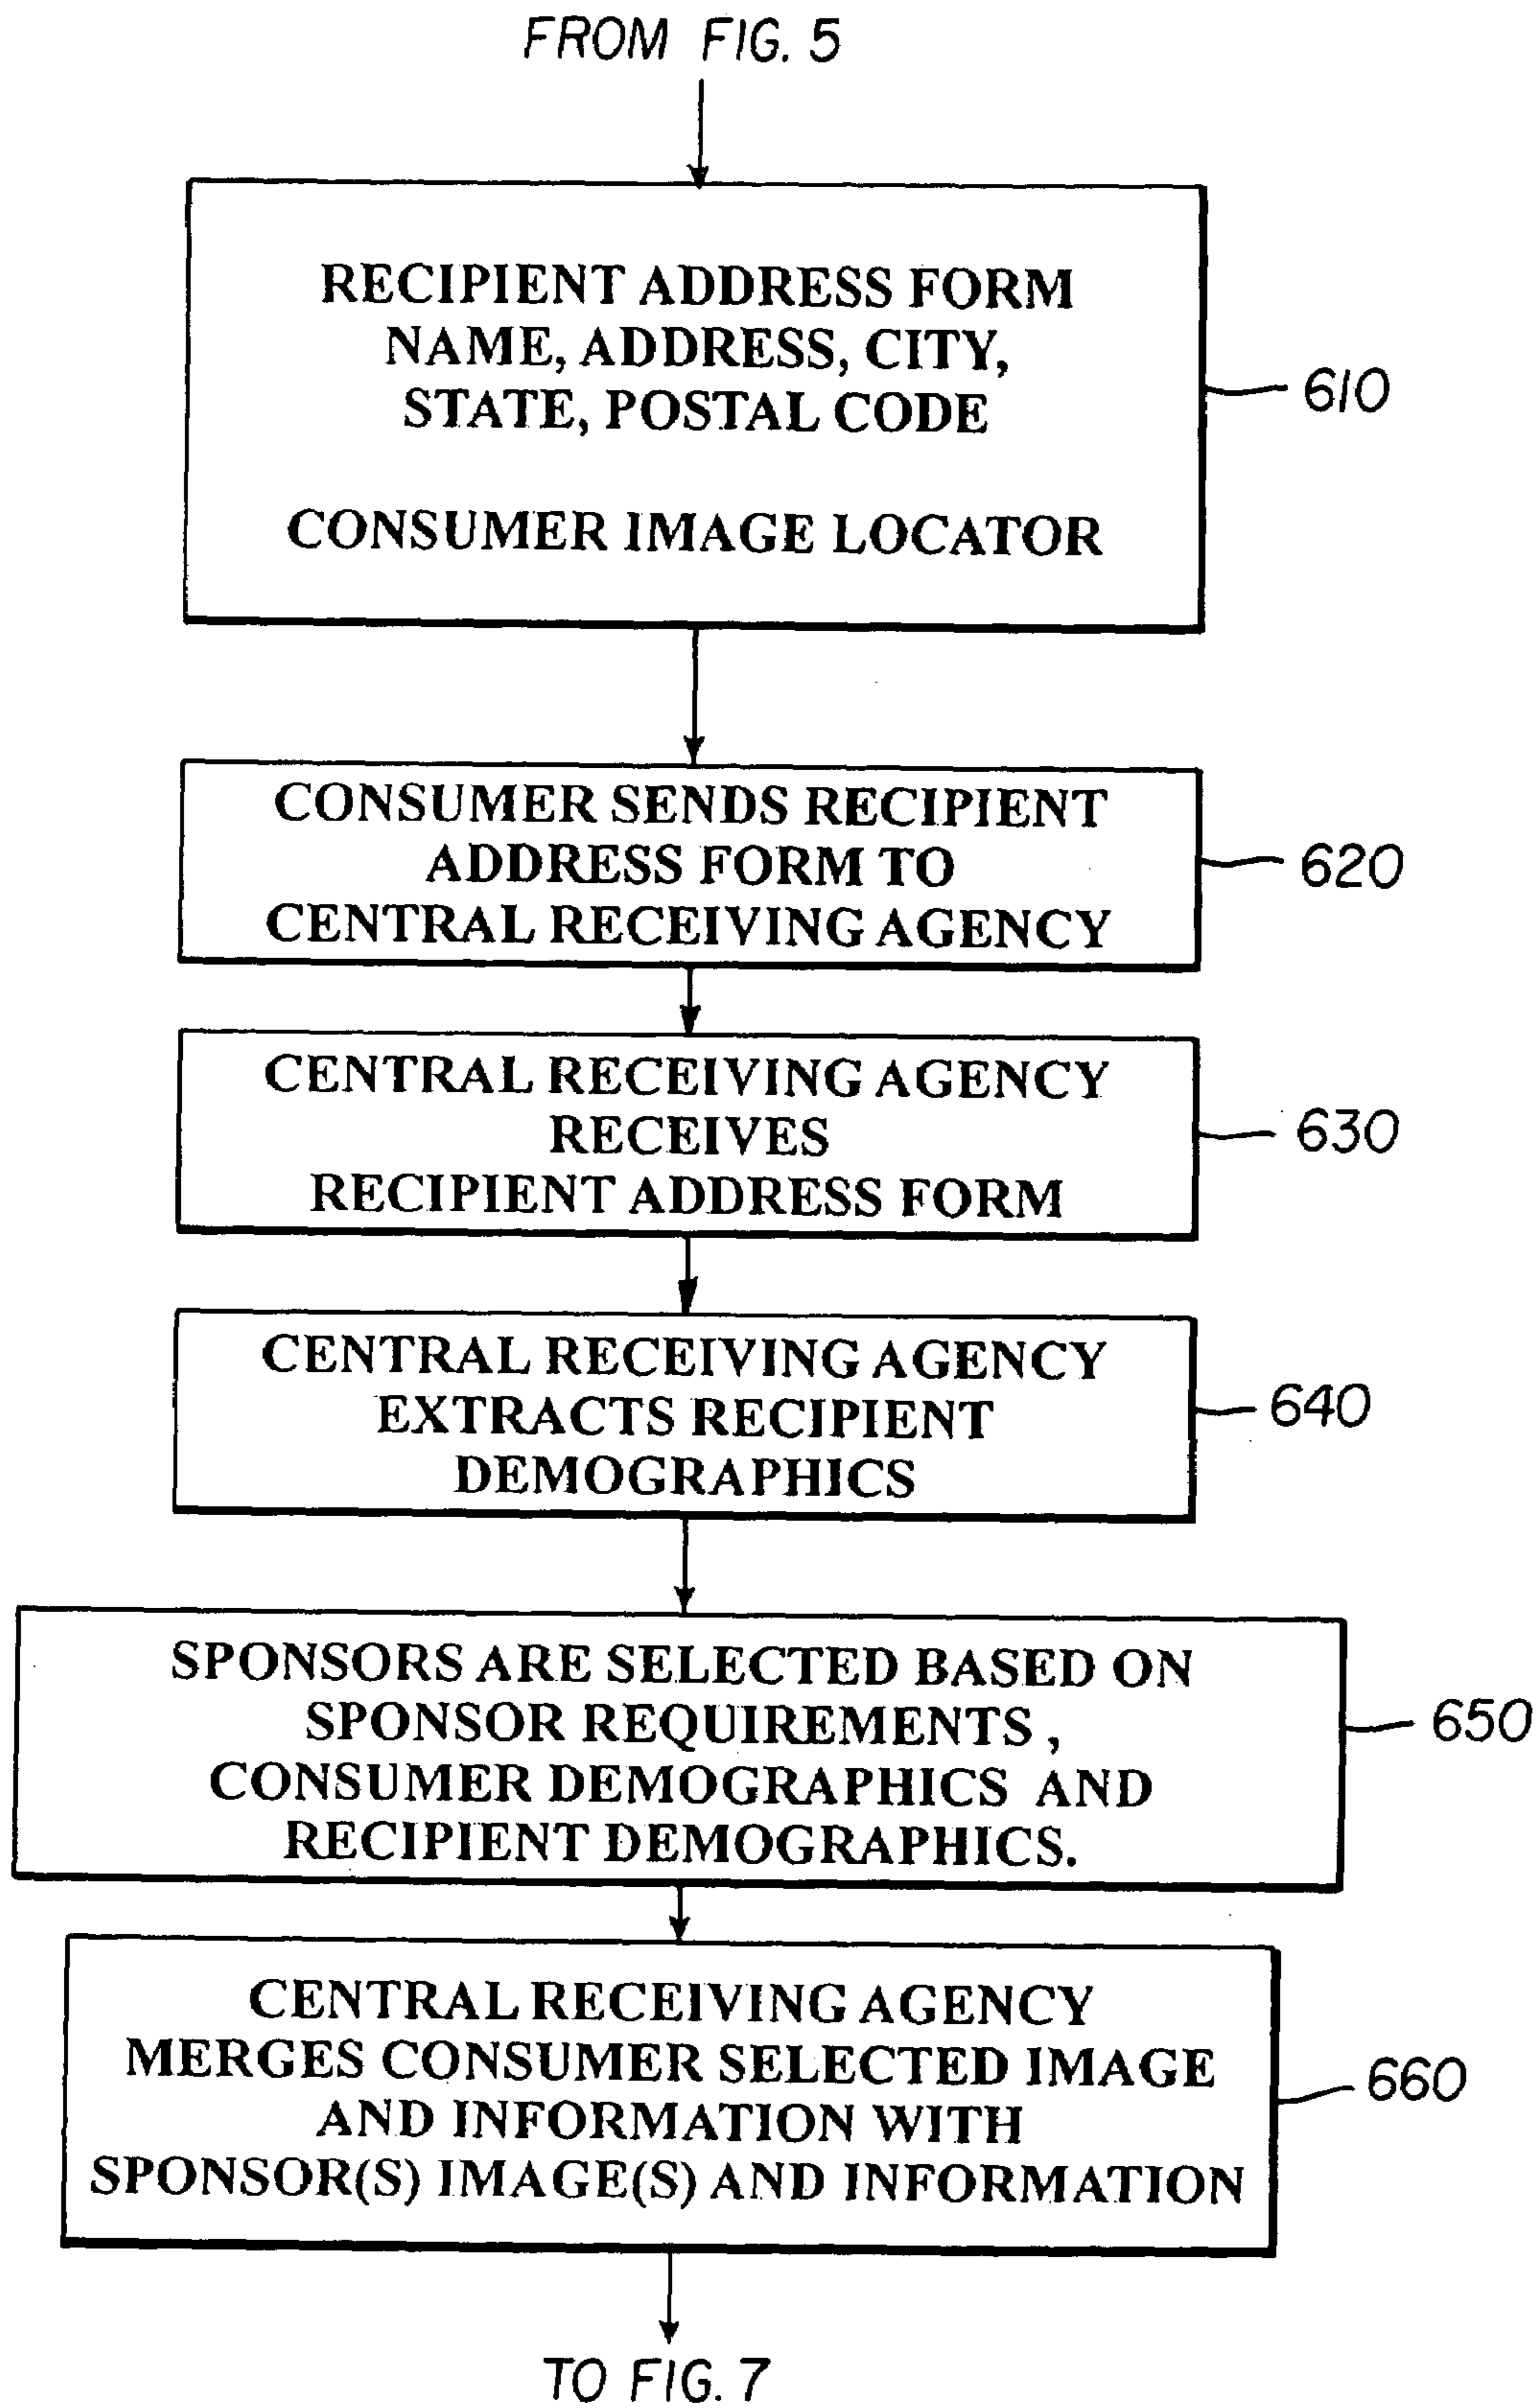 FROM FIG. 5
RECIPIENT ADDRESS FORM
NAME, ADDRESS, CITY,
STATE, POSTAL CODE
CONSUMER IMAGE LOCATOR
610
CONSUMER SENDS RECIPIENT
ADDRESS FORM TO
CENTRAL RECEIVING AGENCY
620
CENTRAL RECEIVING AGENCY
RECEIVES
RECIPIENT ADDRESS FORM
630
CENTRAL RECEIVING AGENCY
EXTRACTS RECIPIENT
DEMOGRAPHICS
640
SPONSORS ARE SELECTED BASED ON
SPONSOR REQUIREMENTS ,
CONSUMER DEMOGRAPHICS AND
RECIPIENT DEMOGRAPHICS.
650
CENTRAL RECEIVING AGENCY
MERGES CONSUMER SELECTED IMAGE
AND INFORMATION WITH
SPONSOR(S) IMAGE(S) AND INFORMATION
660
TO FIG. 7